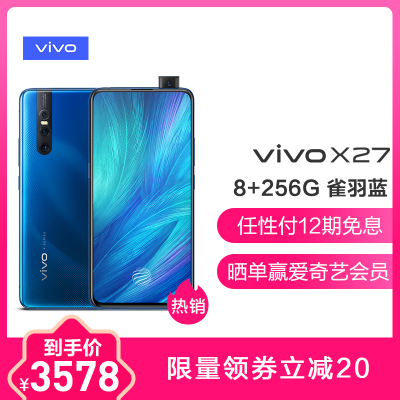 vivo
vivo X27
8+256G 雀羽蓝
任性付12期免息
晒单赢爱奇艺会员
vivo
热销
到手价
¥3578
限量领券立减20